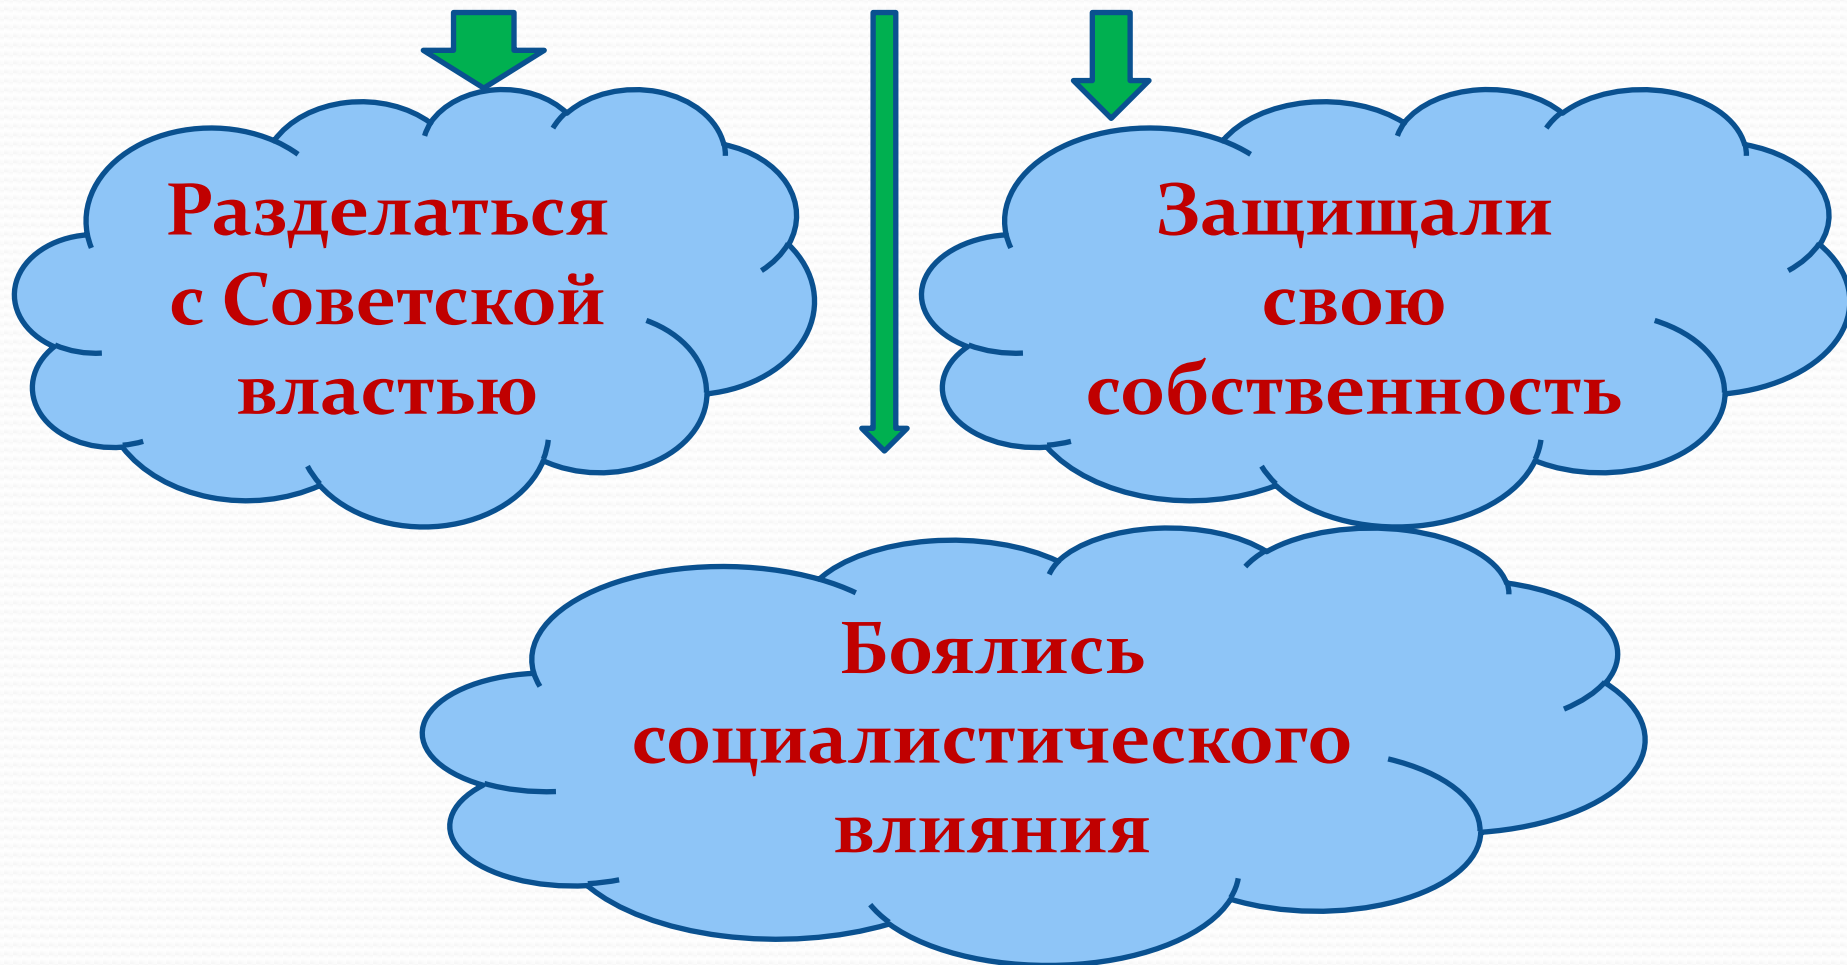 Разделаться
с Советской
властью
Защищали
свою
собственность
Боялись
социалистического
влияния